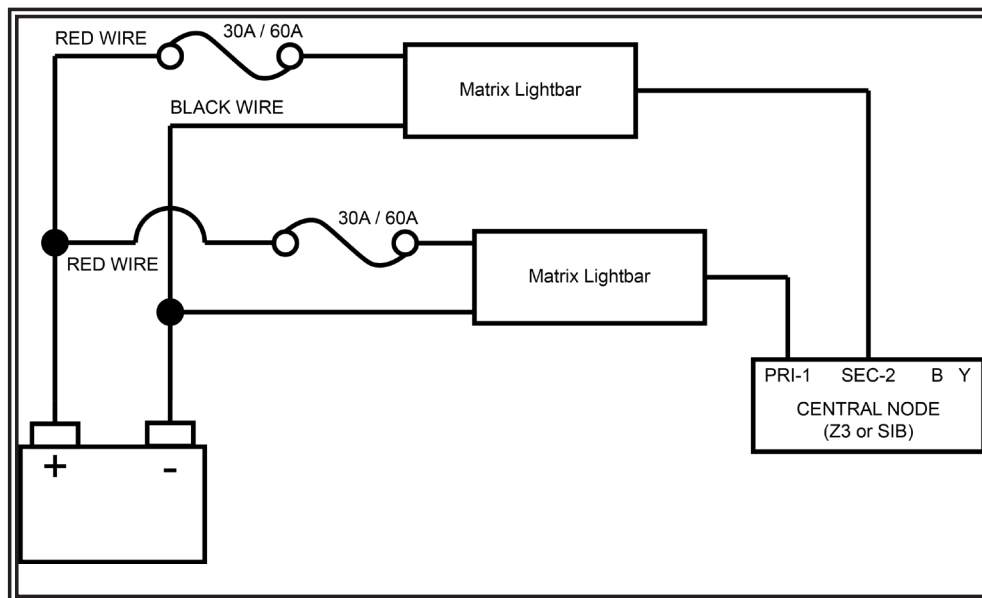 RED WIRE
30A / 60A
Matrix Lightbar
BLACK WIRE
30A / 60A
RED WIRE
Matrix Lightbar
PRI-1 SEC-2 B Y
CENTRAL NODE
(Z3 or SIB)
+ -